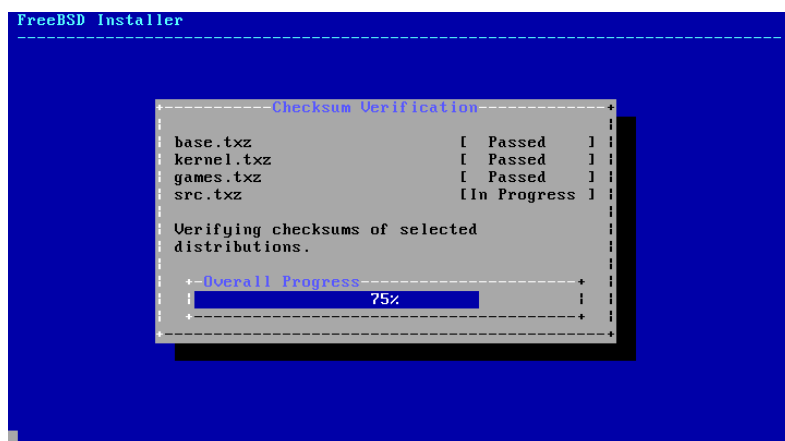 FreeBSD Installer
Checksum Verification
base.txz [ Passed ]
kernel.txz [ Passed ]
games.txz [ Passed ]
src.txz [In Progress ]
Verifying checksums of selected
distributions.
Overall Progress
75%